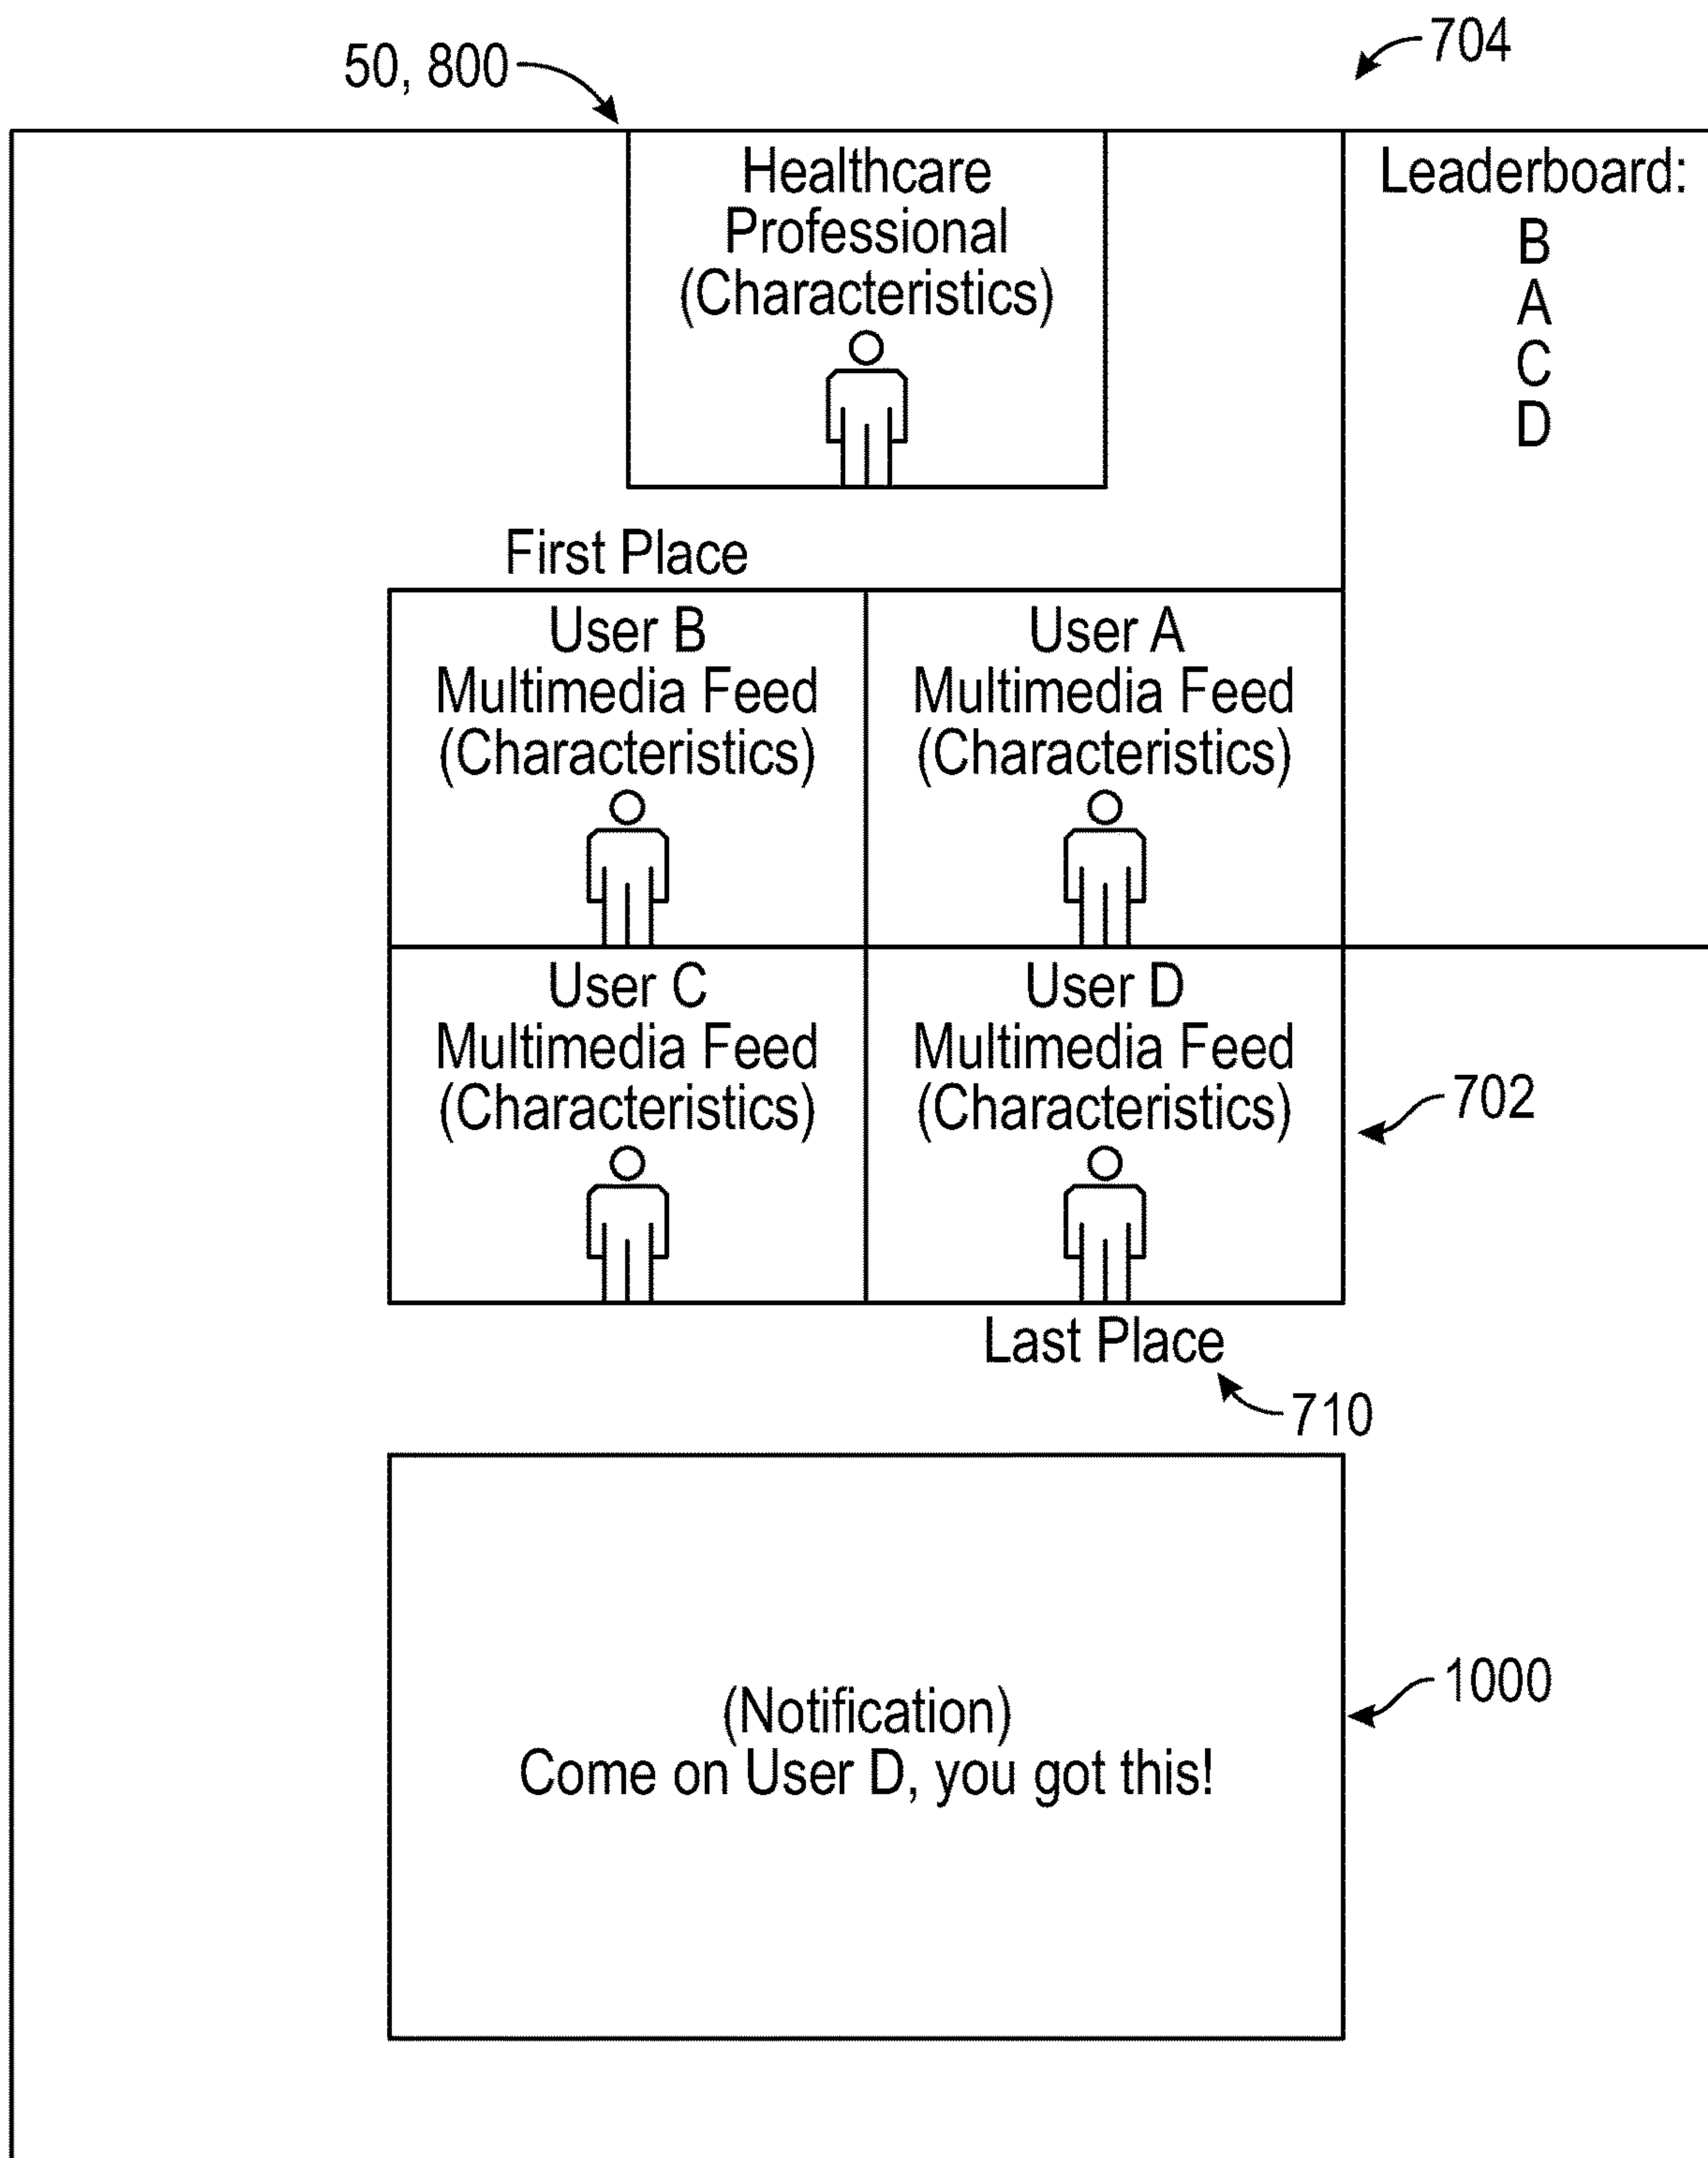 50, 800
704
Healthcare
Professional
(Characteristics)
Leaderboard:
B
A
C
D
First Place
User B
Multimedia Feed
(Characteristics)
User A
Multimedia Feed
(Characteristics)
User C
Multimedia Feed
(Characteristics)
User D
Multimedia Feed
(Characteristics)
702
Last Place
710
(Notification)
Come on User D, you got this!
1000